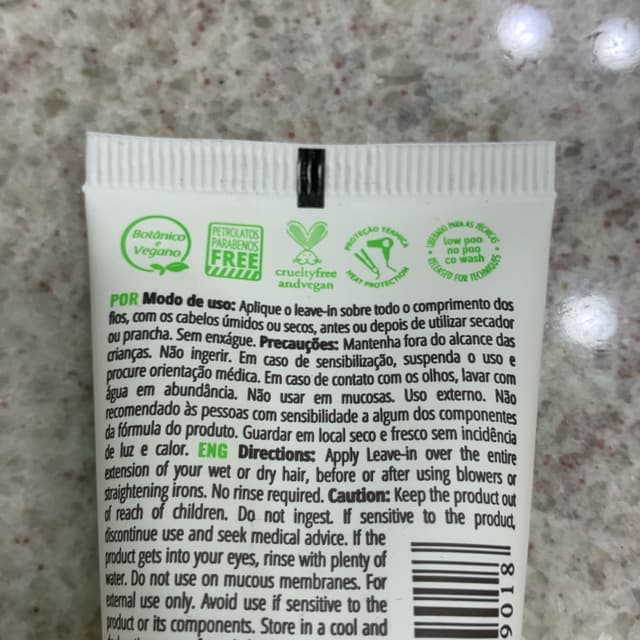 Botânico
e
Vegano
PETROLATOS
PARABENOS
FREE
crueltyfree
andvegan
PROTEÇÃO TÉRMICA
HEAT PROTECTION
LIBERADO PARA AS TÉCNICAS
low poo
no poo
co wash
RELEASED FOR TECHNIQUES
POR Modo de uso: Aplique o leave-in sobre todo o comprimento dos
fios, com os cabelos úmidos ou secos, antes ou depois de utilizar secador
ou prancha. Sem enxágue. Precauções: Mantenha fora do alcance das
crianças. Não ingerir. Em caso de sensibilização, suspenda o uso e
procure orientação médica. Em caso de contato com os olhos, lavar com
água em abundância. Não usar em mucosas. Uso externo. Não
recomendado às pessoas com sensibilidade a algum dos componentes
da fórmula do produto. Guardar em local seco e fresco sem incidência
de luz e calor. ENG Directions: Apply Leave-in over the entire
extension of your wet or dry hair, before or after using blowers or
straightening irons. No rinse required. Caution: Keep the product out
of reach of children. Do not ingest. If sensitive to the product,
discontinue use and seek medical advice. If the
product gets into your eyes, rinse with plenty of
water. Do not use on mucous membranes. For
external use only. Avoid use if sensitive to the
product or its components. Store in a cool and
9018